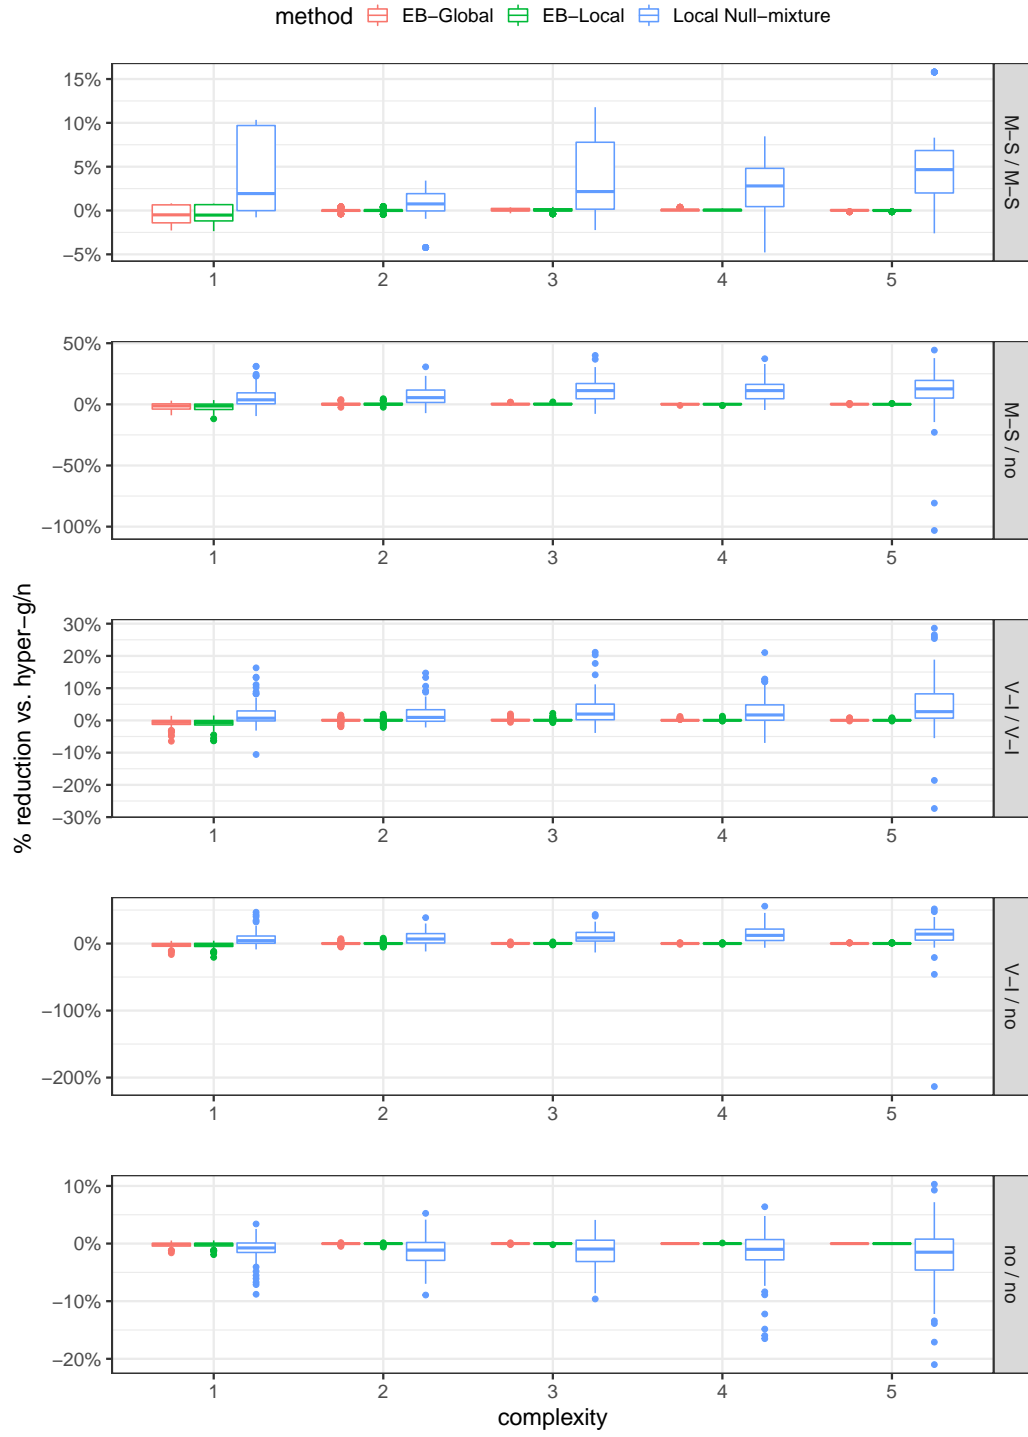 method EB−Global EB−Local Local Null−mixture
15%
10%
5%
0%
−5%
M−S / M−S
1 2 3 4 5
50%
0%
−50%
−100%
M−S / no
1 2 3 4 5
% reduction vs. hyper−g/n
30%
20%
10%
0%
−10%
−20%
−30%
V−I / V−I
1 2 3 4 5
0%
−100%
−200%
V−I / no
1 2 3 4 5
10%
0%
−10%
−20%
no / no
1 2 3 4 5
complexity